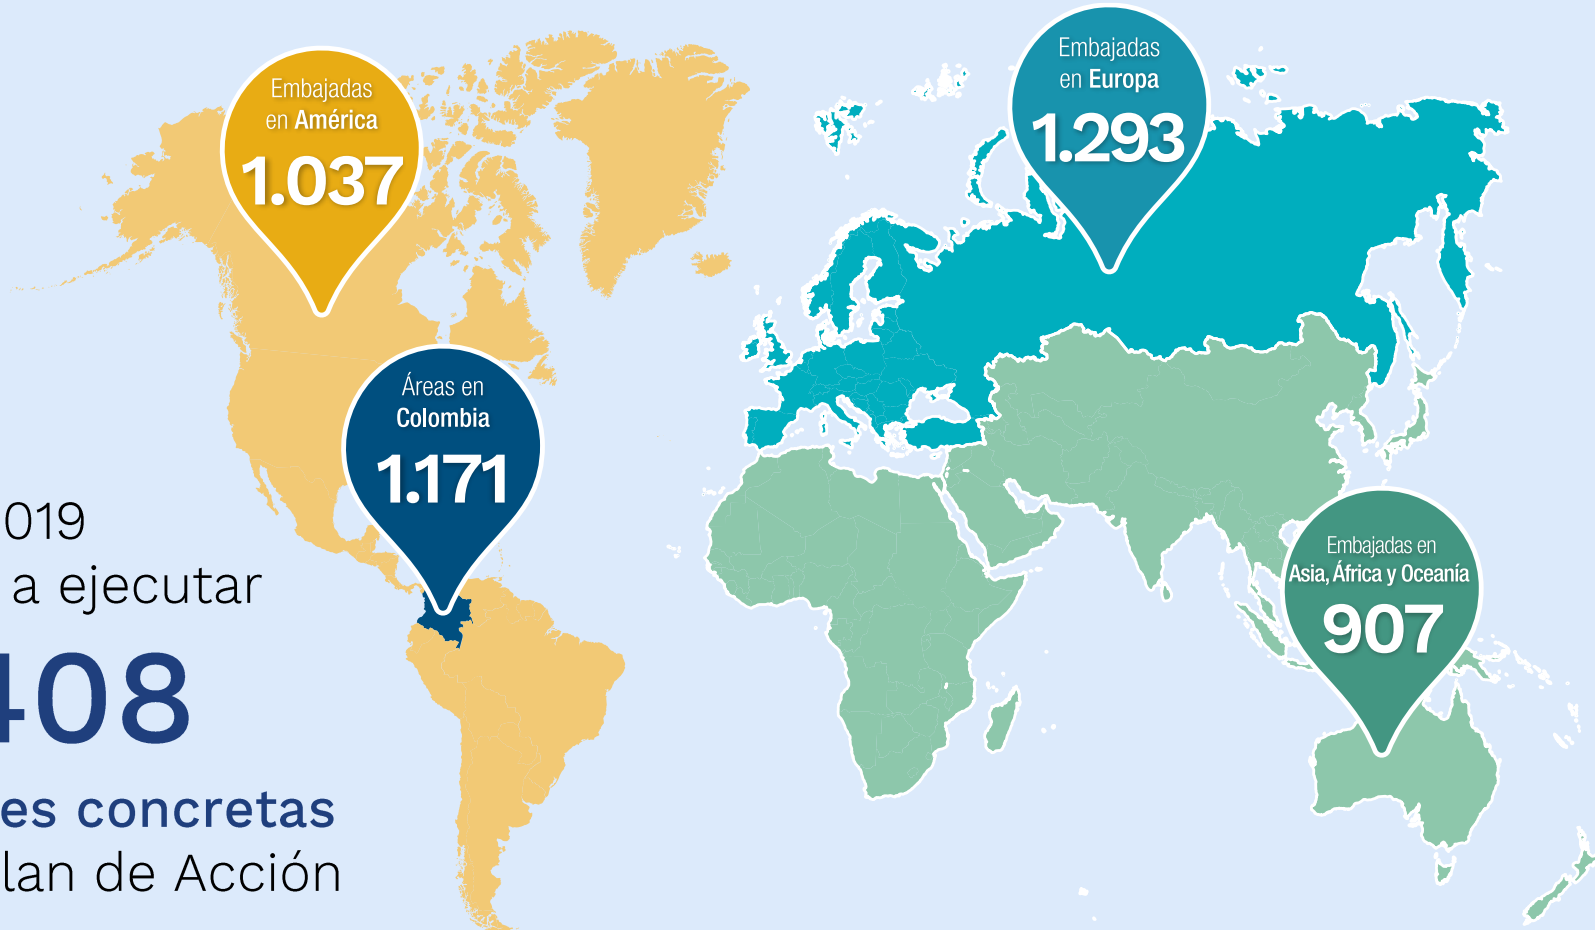 Embajadas
en América
1.037
Embajadas
en Europa
1.293
Áreas en
Colombia
1.171
Embajadas en
Asia, África y Oceanía
907
019
a ejecutar
408
es concretas
lan de Acción